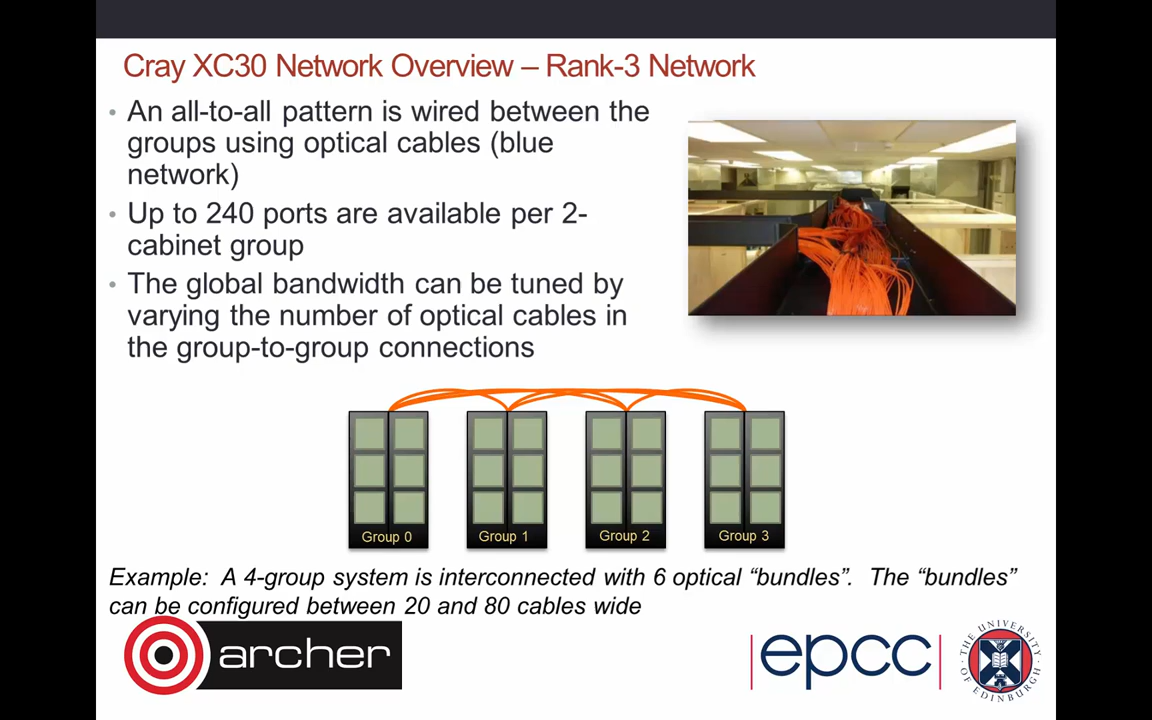 Cray XC30 Network Overview – Rank-3 Network
• An all-to-all pattern is wired between the
groups using optical cables (blue
network)
• Up to 240 ports are available per 2-
cabinet group
• The global bandwidth can be tuned by
varying the number of optical cables in
the group-to-group connections
Group 0
Group 1
Group 2
Group 3
Example: A 4-group system is interconnected with 6 optical “bundles”. The “bundles”
can be configured between 20 and 80 cables wide
archer
epcc
THE UNIVERSITY OF EDINBURGH